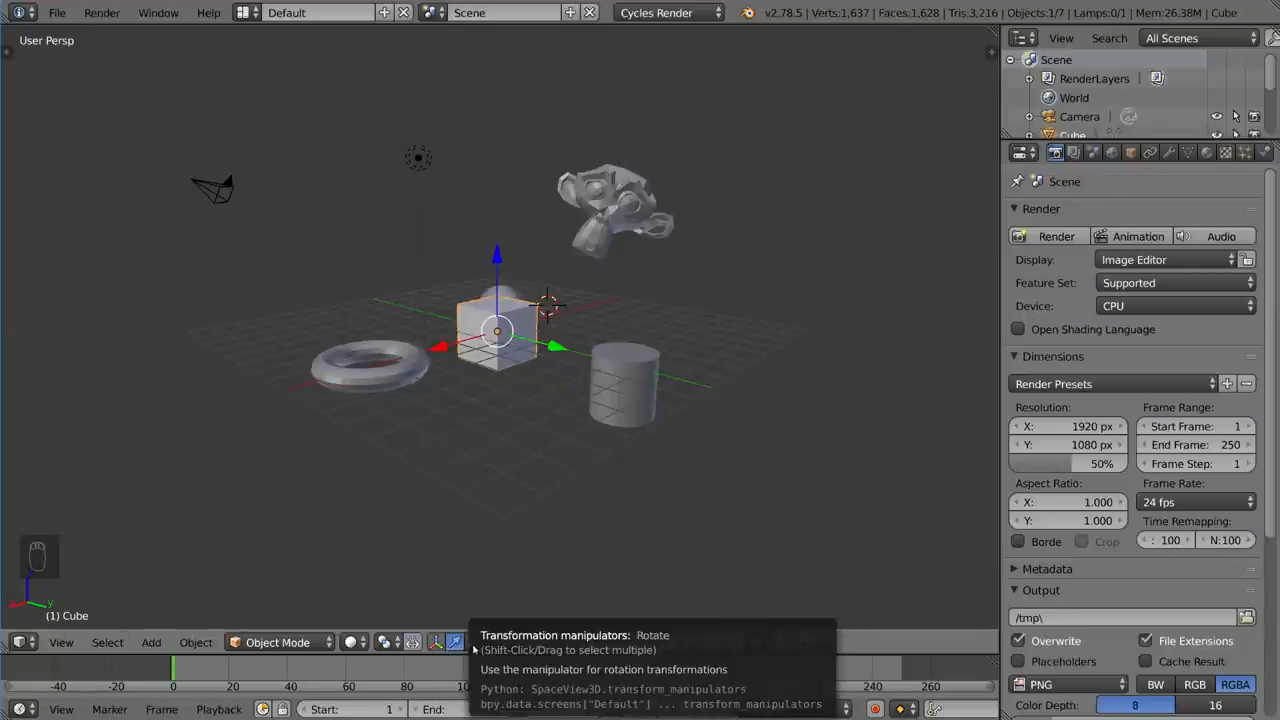 File Render Window Help Default Scene Cycles Render v2.78.5 | Verts:1,637 | Faces:1,628 | Tris:3,216 | Objects:1/7 | Lamps:0/1 | Mem:26.38M | Cube
User Persp
View Search All Scenes
Scene
RenderLayers
World
Camera
Cube
Scene
Render
Render Animation Audio
Display: Image Editor
Feature Set: Supported
Device: CPU
Open Shading Language
Dimensions
Render Presets
Resolution: Frame Range:
X: 1920 px Start Frame: 1
Y: 1080 px End Frame: 250
50% Frame Step: 1
Aspect Ratio: Frame Rate:
X: 1.000 24 fps
Y: 1.000 Time Remapping:
Borde Crop : 100 N:100
Metadata
Output
/tmp\
Overwrite File Extensions
Placeholders Cache Result
PNG BW RGB RGBA
Color Depth: 8 16
y
(1) Cube
View Select Add Object Object Mode
Transformation manipulators: Rotate
(Shift-Click/Drag to select multiple)
Use the manipulator for rotation transformations
Python: SpaceView3D.transform_manipulators
bpy.data.screens["Default"] ... transform_manipulators
-40 -20 0 20 40 60 80 240 260
View Marker Frame Playback Start: 1 End: